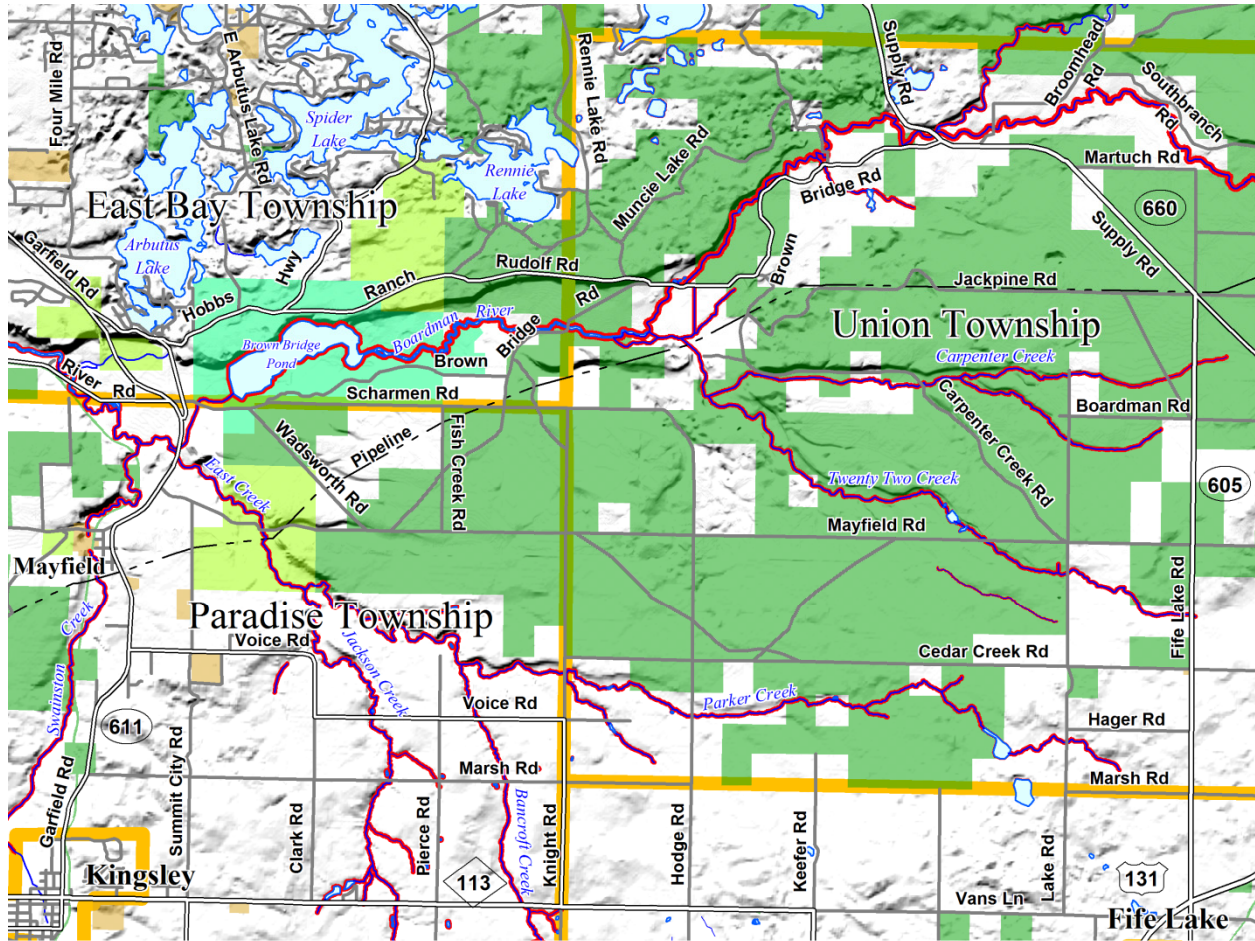 Four Mile Rd
E Arbutus Lake Rd
Spider
Lake
Rennie Lake Rd
Supply Rd
Broomhead
Rd
Southbranch
Rd
Martuch Rd
Muncie Lake Rd
Rennie
Lake
Bridge Rd
660
East Bay Township
Arbutus
Lake
Garfield Rd
Hwy
Hobbs
Ranch
Rudolf Rd
Rd
Brown
Supply Rd
Jackpine Rd
Union Township
Boardman River
Brown Bridge
Pond
Brown
Bridge
Carpenter Creek
River
Rd
Scharmen Rd
Boardman Rd
Carpenter Creek Rd
Wadsworth Rd
Pipeline
Fish Creek Rd
East Creek
Twenty Two Creek
605
Mayfield Rd
Mayfield
Fife Lake Rd
Swainston
Creek
Paradise Township
Voice Rd
Jackson Creek
Cedar Creek Rd
Parker Creek
Voice Rd
Hager Rd
611
Summit City Rd
Garfield Rd
Marsh Rd
Marsh Rd
Clark Rd
Pierce Rd
Bancroft Creek
Knight Rd
Hodge Rd
Keefer Rd
Lake Rd
Kingsley
113
131
Vans Ln
Fife Lake